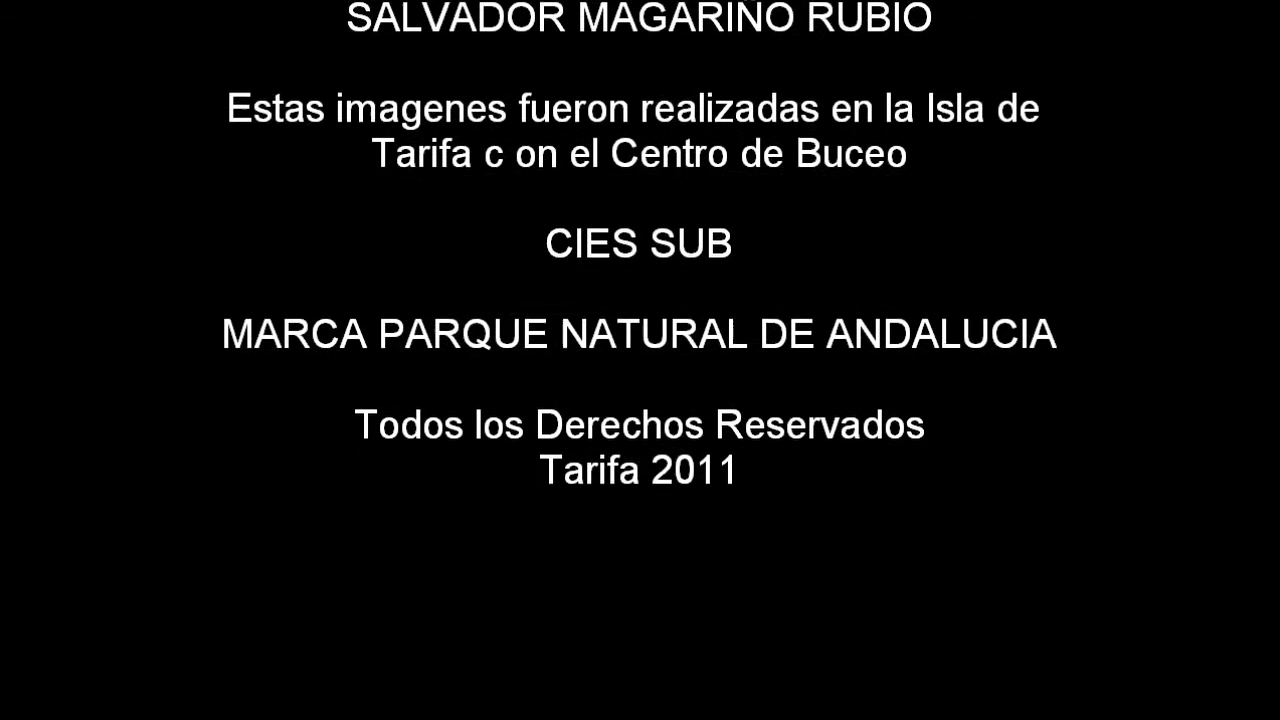 SALVADOR MAGARIÑO RUBIO
Estas imagenes fueron realizadas en la Isla de
Tarifa c on el Centro de Buceo
CIES SUB
MARCA PARQUE NATURAL DE ANDALUCIA
Todos los Derechos Reservados
Tarifa 2011